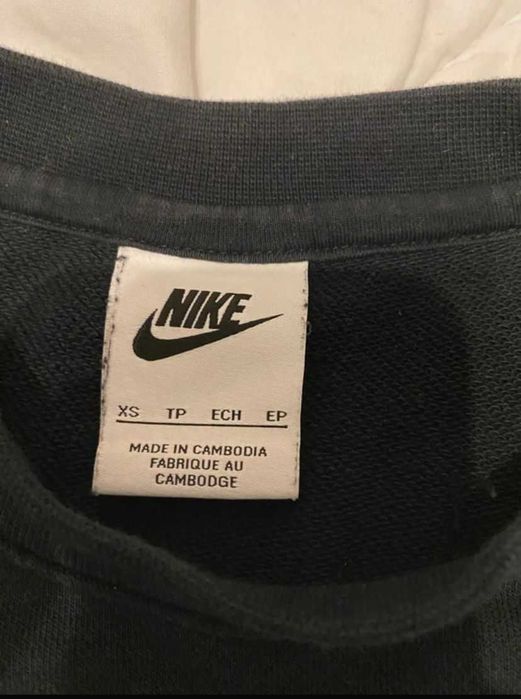 NIKE
XS TP ECH EP
MADE IN CAMBODIA
FABRIQUE AU
CAMBODGE